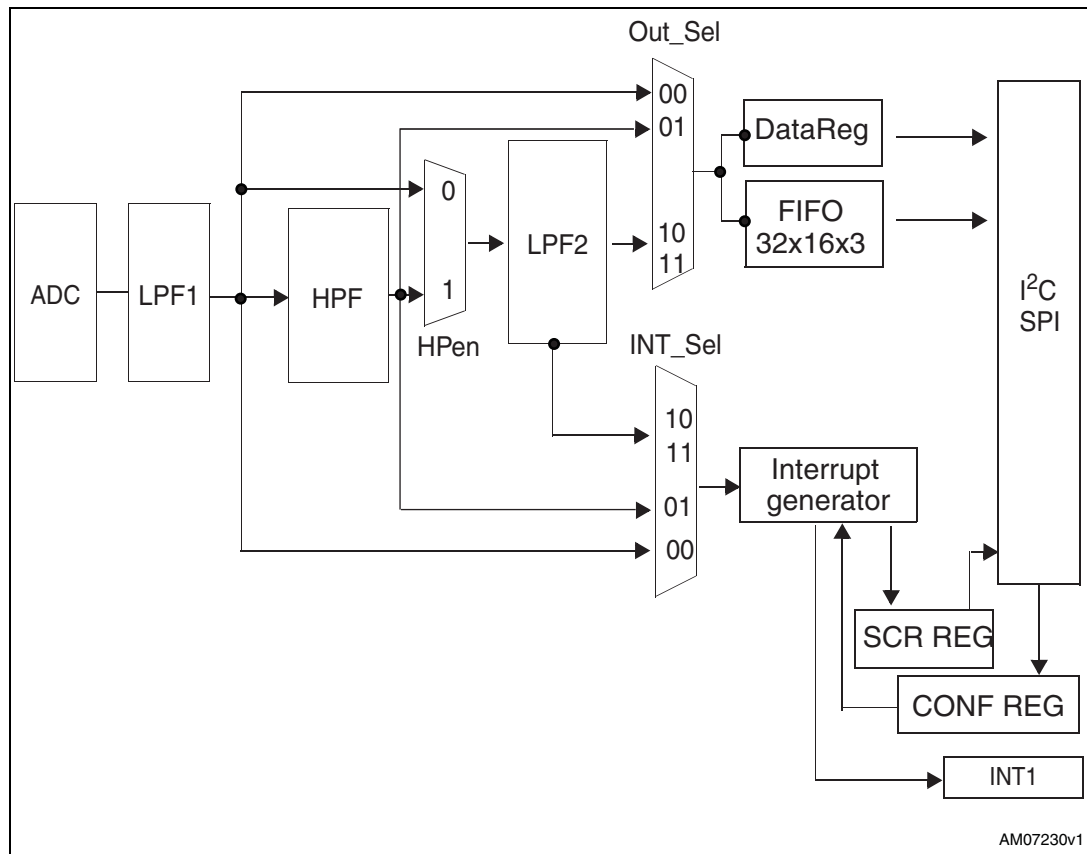 Out_Sel
00
01
10
11
DataReg
FIFO
32x16x3
I²C
SPI
ADC
LPF1
HPF
0
1
HPen
LPF2
INT_Sel
10
11
01
00
Interrupt
generator
SCR REG
CONF REG
INT1
AM07230v1